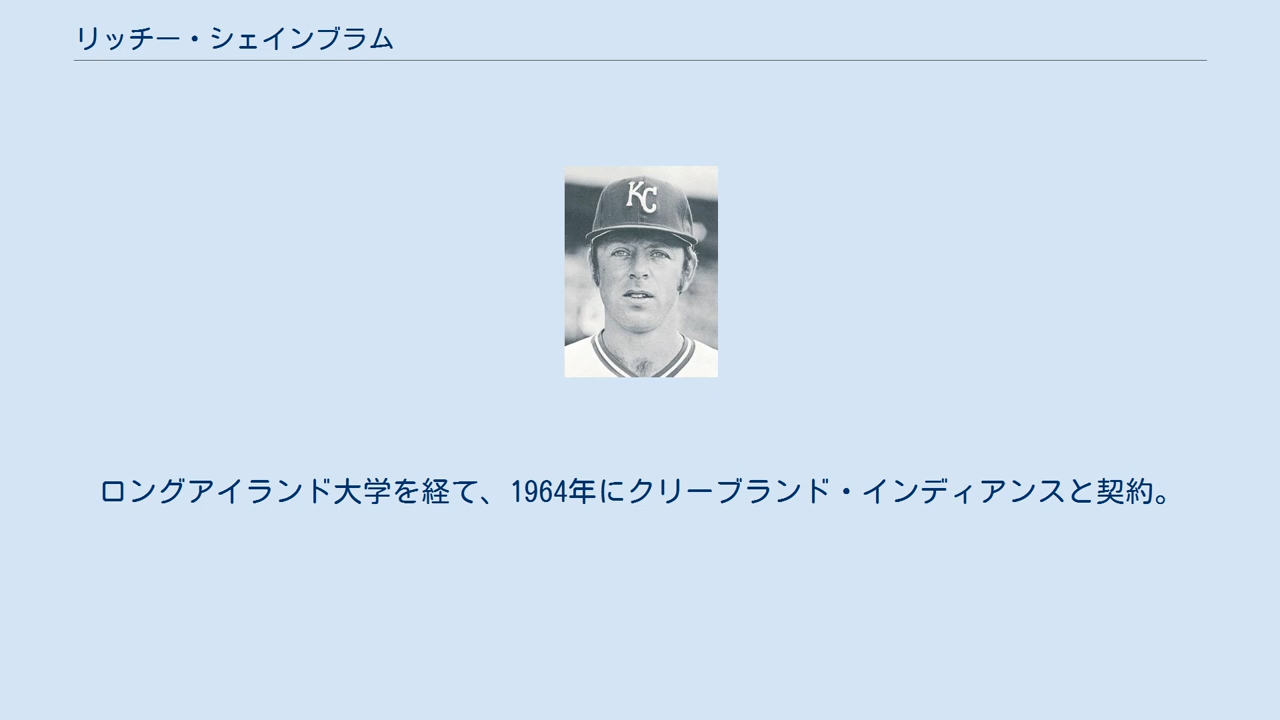 リッチー・シェインブラム
KC
ロングアイランド大学を経て、1964年にクリーブランド・インディアンスと契約。